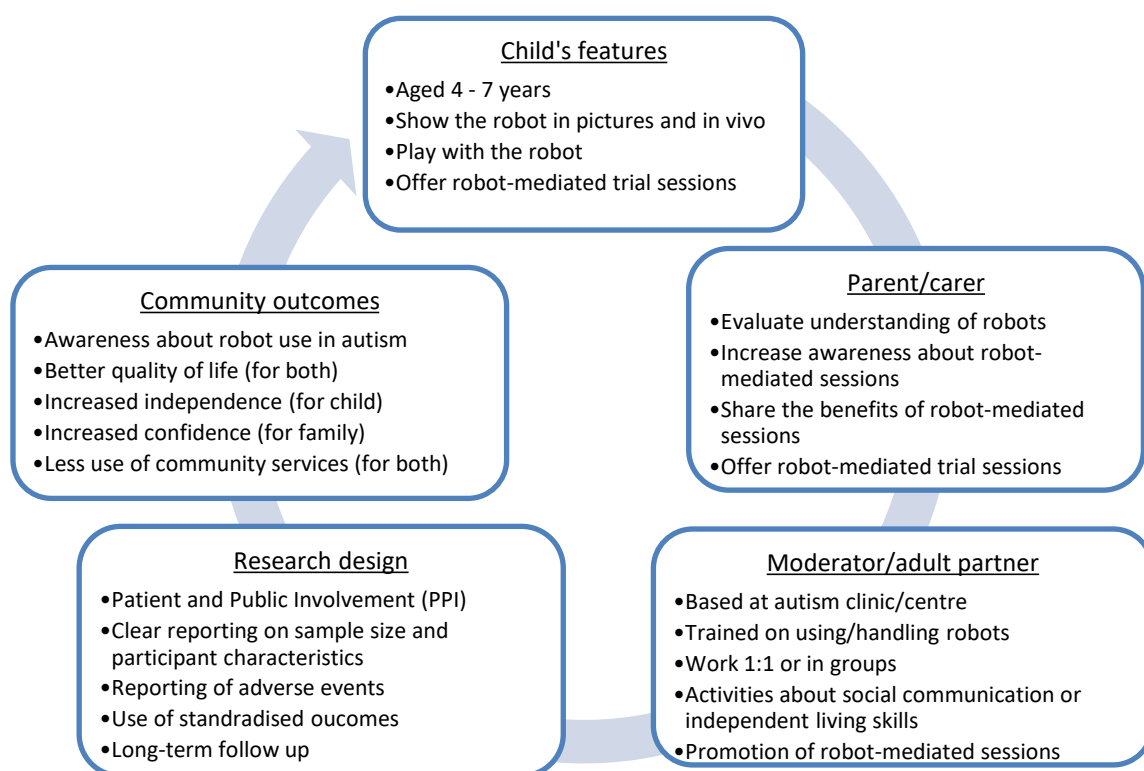 Child's features
•Aged 4 - 7 years
•Show the robot in pictures and in vivo
•Play with the robot
•Offer robot-mediated trial sessions
Parent/carer
•Evaluate understanding of robots
•Increase awareness about robot-
mediated sessions
•Share the benefits of robot-mediated
sessions
•Offer robot-mediated trial sessions
Moderator/adult partner
•Based at autism clinic/centre
•Trained on using/handling robots
•Work 1:1 or in groups
•Activities about social communication or
independent living skills
•Promotion of robot-mediated sessions
Research design
•Patient and Public Involvement (PPI)
•Clear reporting on sample size and
participant characteristics
•Reporting of adverse events
•Use of standradised oucomes
•Long-term follow up
Community outcomes
•Awareness about robot use in autism
•Better quality of life (for both)
•Increased independence (for child)
•Increased confidence (for family)
•Less use of community services (for both)